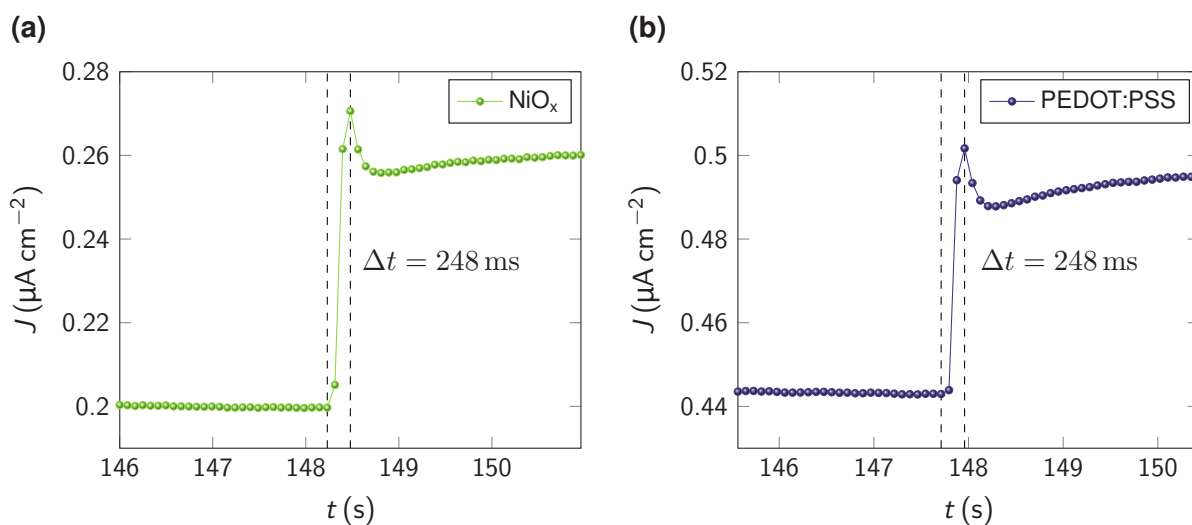 (a)
0.28
0.26
0.24
0.22
0.2
J (µA cm⁻²)
146 147 148 149 150
t (s)
NiOₓ
Δt = 248 ms
(b)
0.52
0.5
0.48
0.46
0.44
J (µA cm⁻²)
146 147 148 149 150
t (s)
PEDOT:PSS
Δt = 248 ms